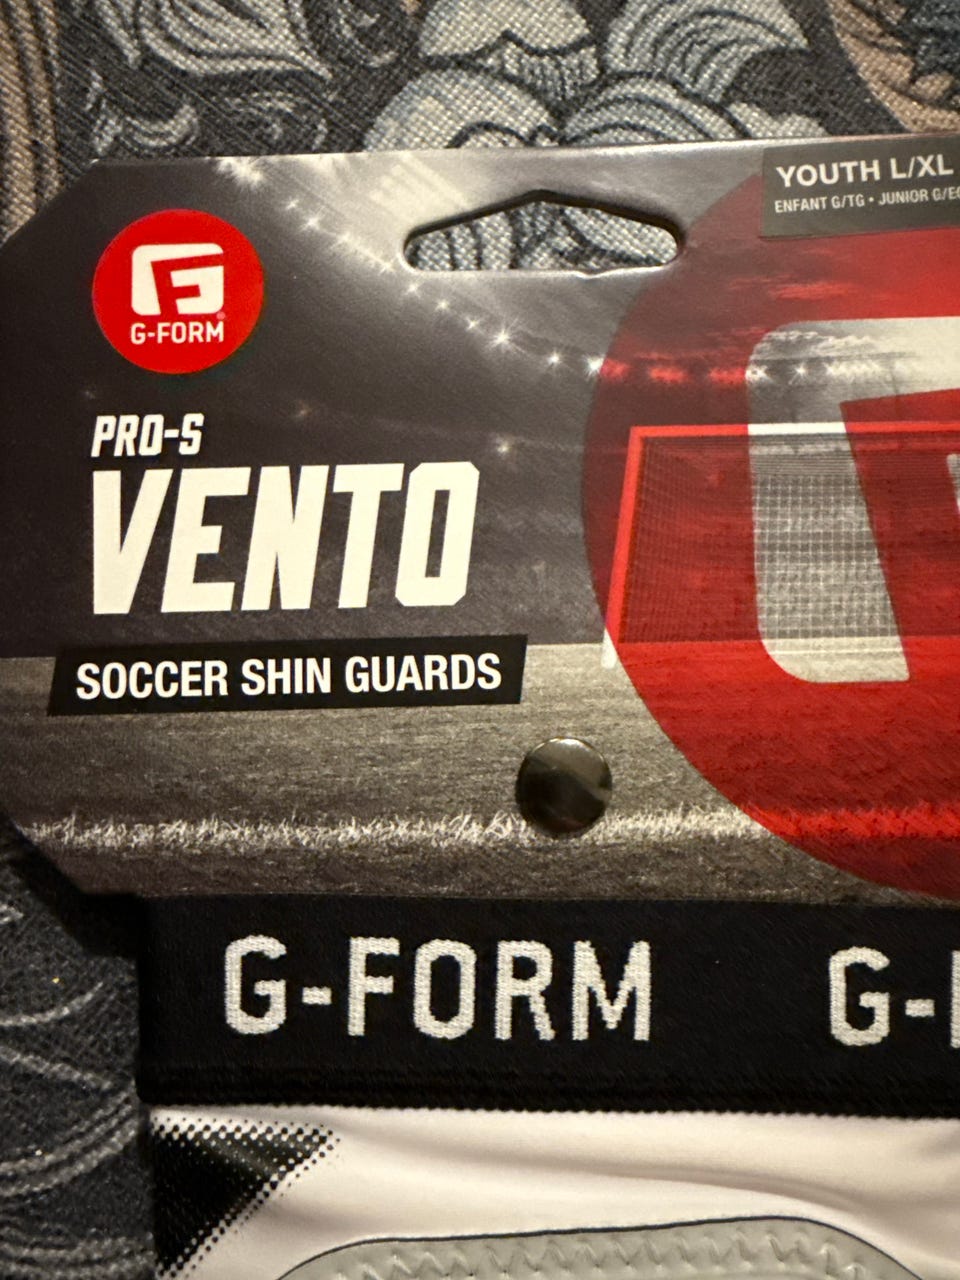 YOUTH L/XL
ENFANT G/TG • JUNIOR
G-FORM
PRO-S
VENTO
SOCCER SHIN GUARDS
G-FORM